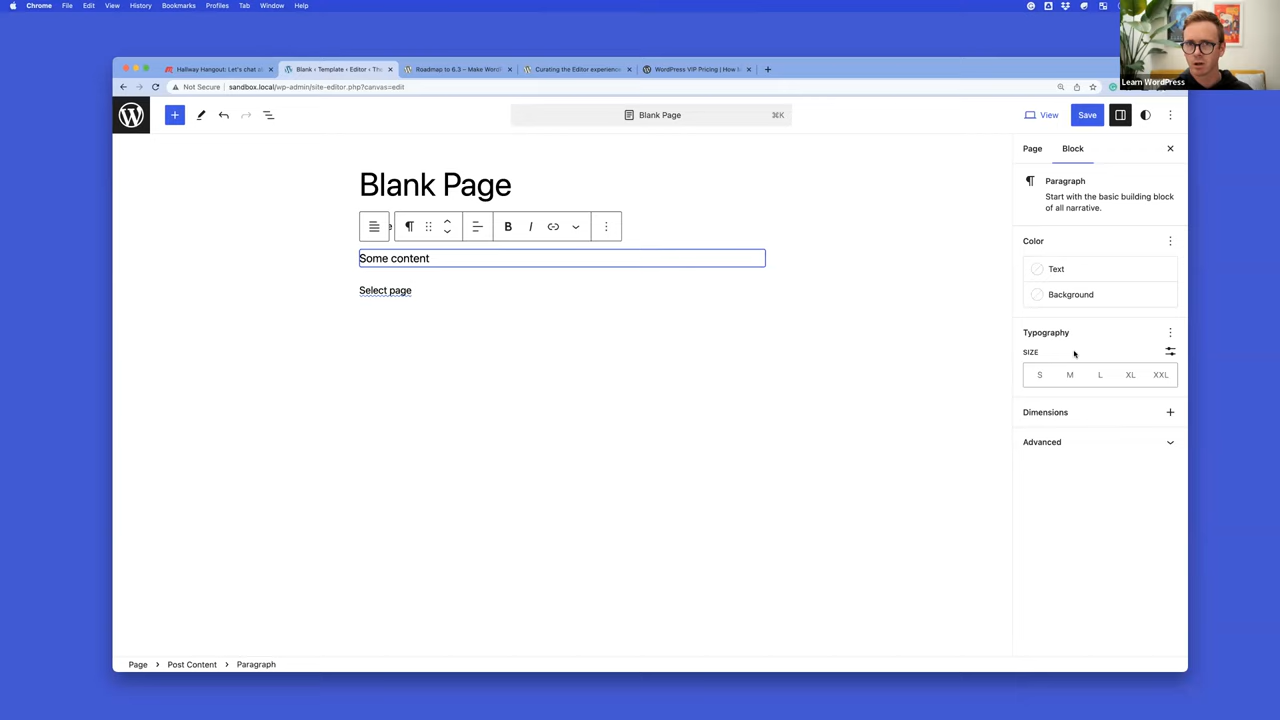 Chrome File Edit View History Bookmarks Profiles Tab Window Help
Learn WordPress
Hallway Hangout: Let's chat
Blank ‹ Template ‹ Editor ‹ The
Roadmap to 6.3 – Make Word
Curating the Editor experience
WordPress VIP Pricing | How
Not Secure | sandbox.local/wp-admin/site-editor.php?canvas=edit
Blank Page ⌘K
View Save
Page Block
Blank Page
Paragraph
Start with the basic building block
of all narrative.
B I
Color
Some content
Text
Select page
Background
Typography
SIZE
S M L XL XXL
Dimensions
Advanced
Page › Post Content › Paragraph